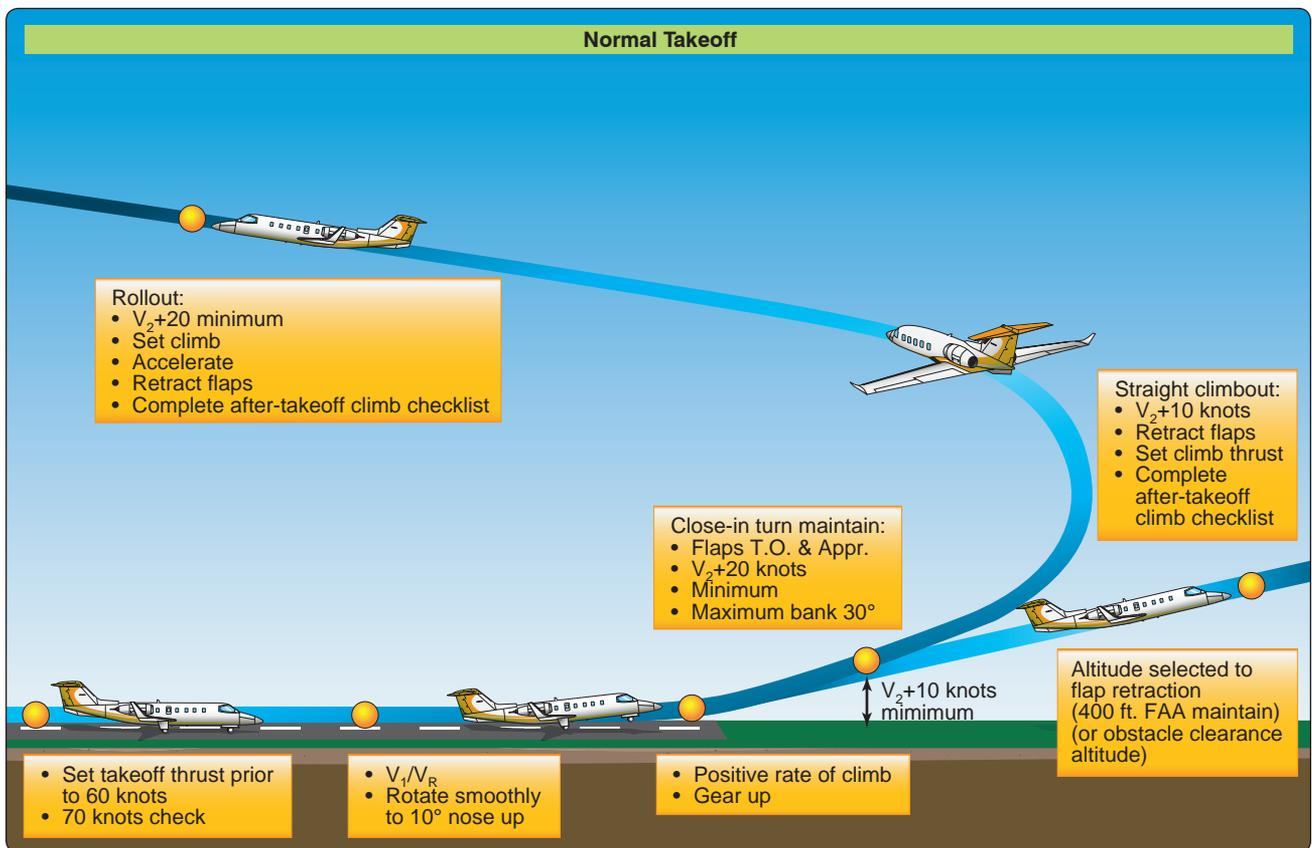 Normal Takeoff
Rollout:
• V₂+20 minimum
• Set climb
• Accelerate
• Retract flaps
• Complete after-takeoff climb checklist
Straight climbout:
• V₂+10 knots
• Retract flaps
• Set climb thrust
• Complete
after-takeoff
climb checklist
Close-in turn maintain:
• Flaps T.O. & Appr.
• V₂+20 knots
• Minimum
• Maximum bank 30°
V₂+10 knots
mimimum
Altitude selected to
flap retraction
(400 ft. FAA maintain)
(or obstacle clearance
altitude)
• Set takeoff thrust prior
to 60 knots
• 70 knots check
• V₁/VR
• Rotate smoothly
to 10° nose up
• Positive rate of climb
• Gear up